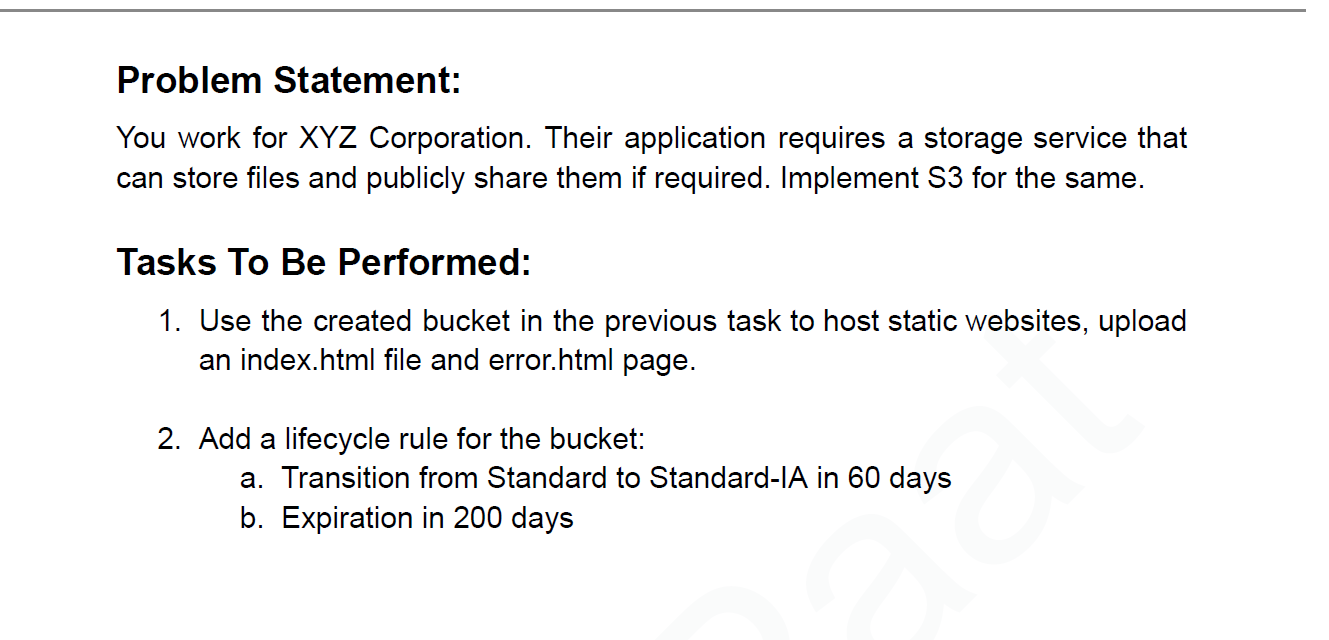 Problem Statement:
You work for XYZ Corporation. Their application requires a storage service that
can store files and publicly share them if required. Implement S3 for the same.
Tasks To Be Performed:
1. Use the created bucket in the previous task to host static websites, upload
an index.html file and error.html page.
2. Add a lifecycle rule for the bucket:
a. Transition from Standard to Standard-IA in 60 days
b. Expiration in 200 days